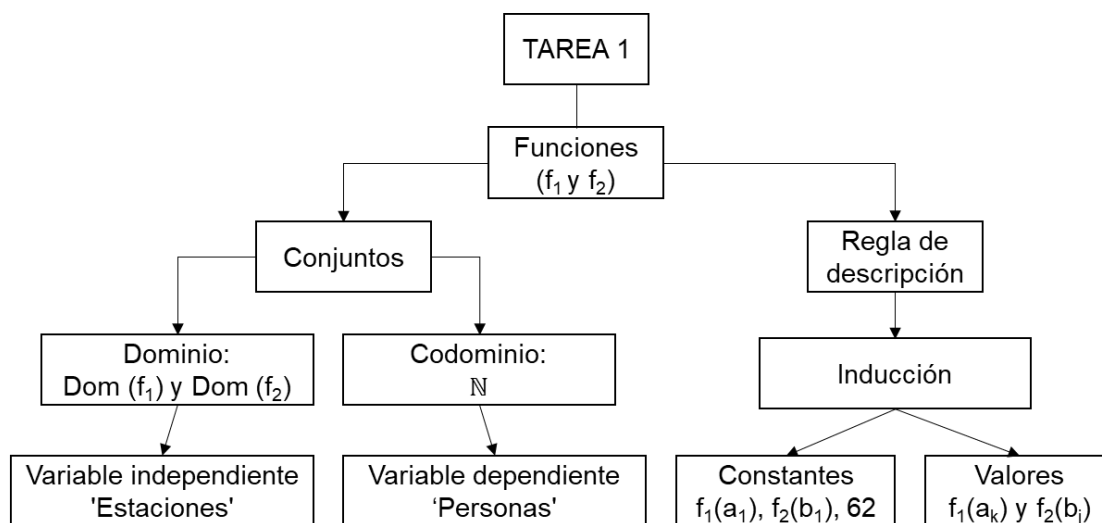 TAREA 1
Funciones
(f₁ y f₂)
Conjuntos
Regla de
descripción
Dominio:
Dom (f₁) y Dom (f₂)
Codominio:
ℕ
Inducción
Variable independiente
'Estaciones'
Variable dependiente
‘Personas’
Constantes
f₁(a₁), f₂(b₁), 62
Valores
f₁(aₖ) y f₂(bⱼ)